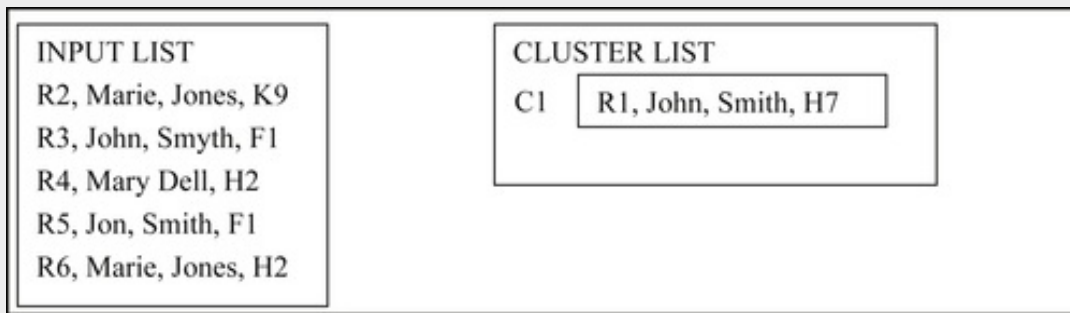 INPUT LIST
R2, Marie, Jones, K9
R3, John, Smyth, F1
R4, Mary Dell, H2
R5, Jon, Smith, F1
R6, Marie, Jones, H2
CLUSTER LIST
C1 R1, John, Smith, H7